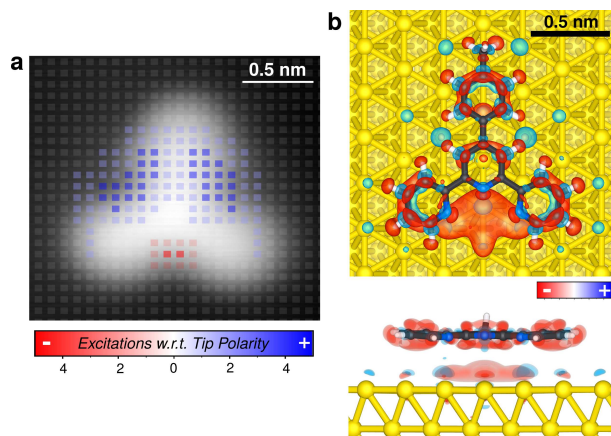 a
0.5 nm
- Excitations w.r.t. Tip Polarity +
4 2 0 2 4
b
0.5 nm
- +